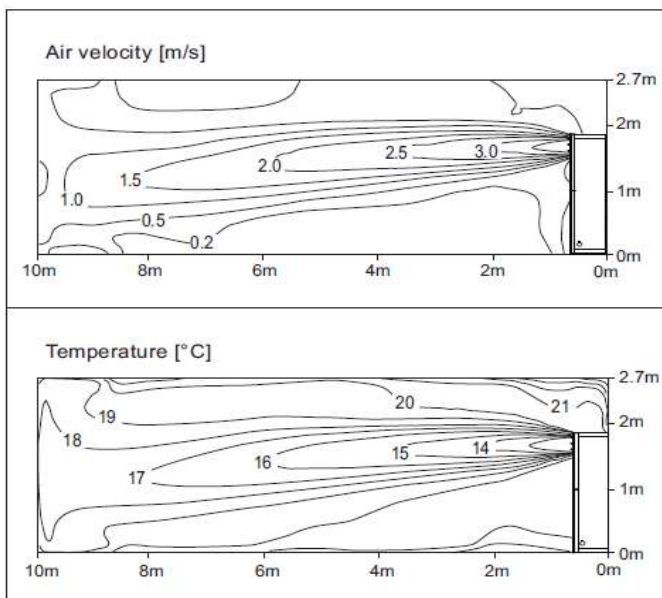 Air velocity [m/s]
2.7m
2m
3.0
2.5
2.0
1.5
1.0
1m
0.5
0.2
0m
10m 8m 6m 4m 2m 0m
Temperature [°C]
2.7m
21
20
19
2m
18
14
15
16
17
1m
0m
10m 8m 6m 4m 2m 0m